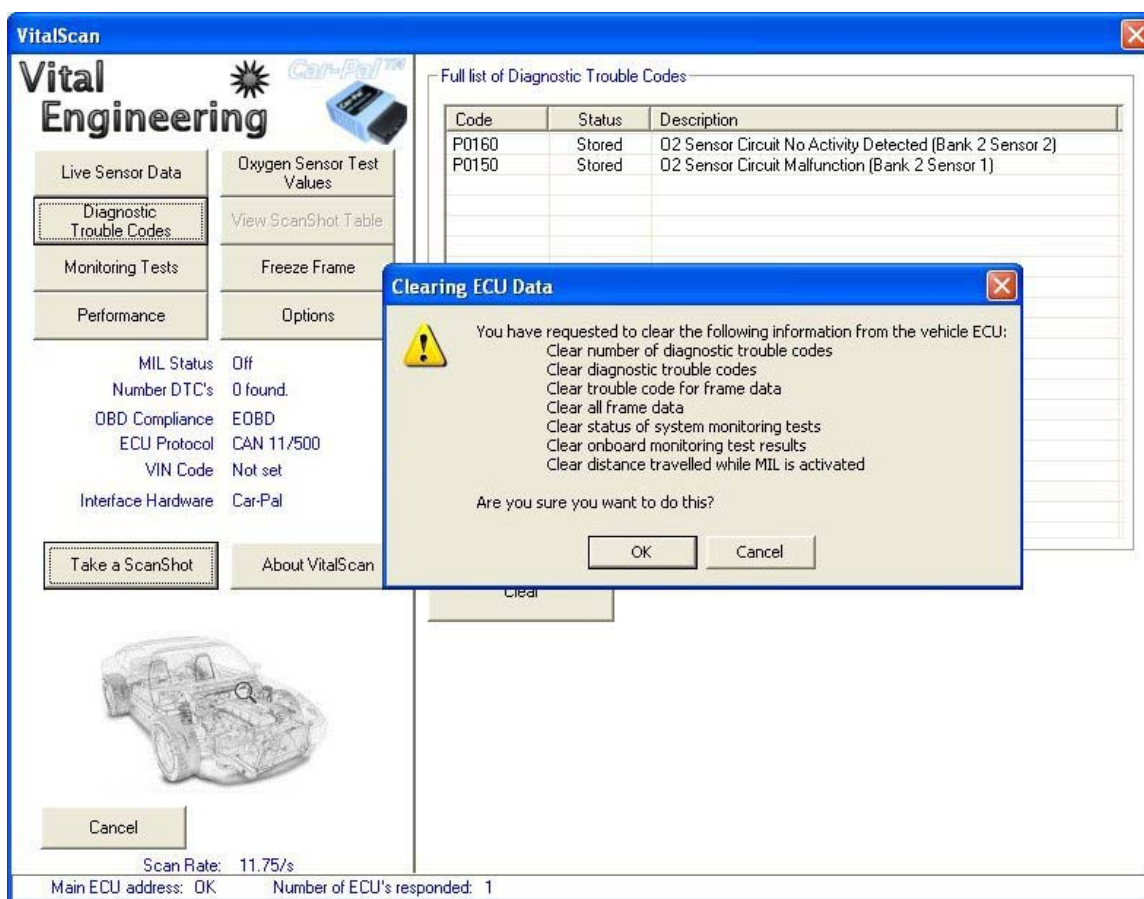 VitalScan
Vital
Engineering
Car-Pal™
Live Sensor Data
Oxygen Sensor Test
Values
Diagnostic
Trouble Codes
View ScanShot Table
Monitoring Tests
Freeze Frame
Performance
Options
MIL Status Off
Number DTC's 0 found.
OBD Compliance EOBD
ECU Protocol CAN 11/500
VIN Code Not set
Interface Hardware Car-Pal
Take a ScanShot
About VitalScan
Cancel
Scan Rate: 11.75/s
Full list of Diagnostic Trouble Codes
Code Status Description
P0160 Stored O2 Sensor Circuit No Activity Detected (Bank 2 Sensor 2)
P0150 Stored O2 Sensor Circuit Malfunction (Bank 2 Sensor 1)
Clearing ECU Data
You have requested to clear the following information from the vehicle ECU:
Clear number of diagnostic trouble codes
Clear diagnostic trouble codes
Clear trouble code for frame data
Clear all frame data
Clear status of system monitoring tests
Clear onboard monitoring test results
Clear distance travelled while MIL is activated
Are you sure you want to do this?
OK
Cancel
Clear
Main ECU address: OK Number of ECU's responded: 1